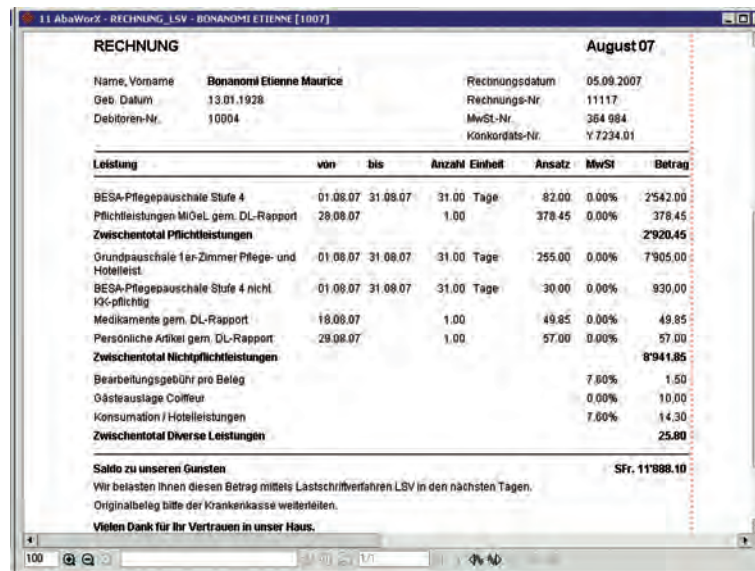 11 AbaWorX - RECHNUNG_LSV - BONANOMI ETIENNE [1007]
RECHNUNG August 07
Name, Vorname Bonanomi Etienne Maurice Rechnungsdatum 05.09.2007
Geb. Datum 13.01.1928 Rechnungs-Nr. 11117
Debitoren-Nr. 10004 MwSt.-Nr. 364 984
Konkordats-Nr. Y 7234.01
Leistung von bis Anzahl Einheit Ansatz MwSt Betrag
BESA-Pflegepauschale Stufe 4 01.08.07 31.08.07 31.00 Tage 82.00 0.00% 2'542.00
Pflichtleistungen MiGeL gem. DL-Rapport 28.08.07 1.00 378.45 0.00% 378.45
Zwischentotal Pflichtleistungen 2'920.45
Grundpauschale 1er-Zimmer Pflege- und 01.08.07 31.08.07 31.00 Tage 255.00 0.00% 7'905.00
Hotelleist.
BESA-Pflegepauschale Stufe 4 nicht 01.08.07 31.08.07 31.00 Tage 30.00 0.00% 930.00
KK-pflichtig
Medikamente gem. DL-Rapport 18.08.07 1.00 49.85 0.00% 49.85
Persönliche Artikel gem. DL-Rapport 29.08.07 1.00 57.00 0.00% 57.00
Zwischentotal Nichtpflichtleistungen 8'941.85
Bearbeitungsgebühr pro Beleg 7.60% 1.50
Gästeauslage Coiffeur 0.00% 10.00
Konsumation / Hotelleistungen 7.60% 14.30
Zwischentotal Diverse Leistungen 25.80
Saldo zu unseren Gunsten SFr. 11'888.10
Wir belasten Ihnen diesen Betrag mittels Lastschriftverfahren LSV in den nächsten Tagen.
Originalbeleg bitte der Krankenkasse weiterleiten.
Vielen Dank für Ihr Vertrauen in unser Haus.
100 1/1